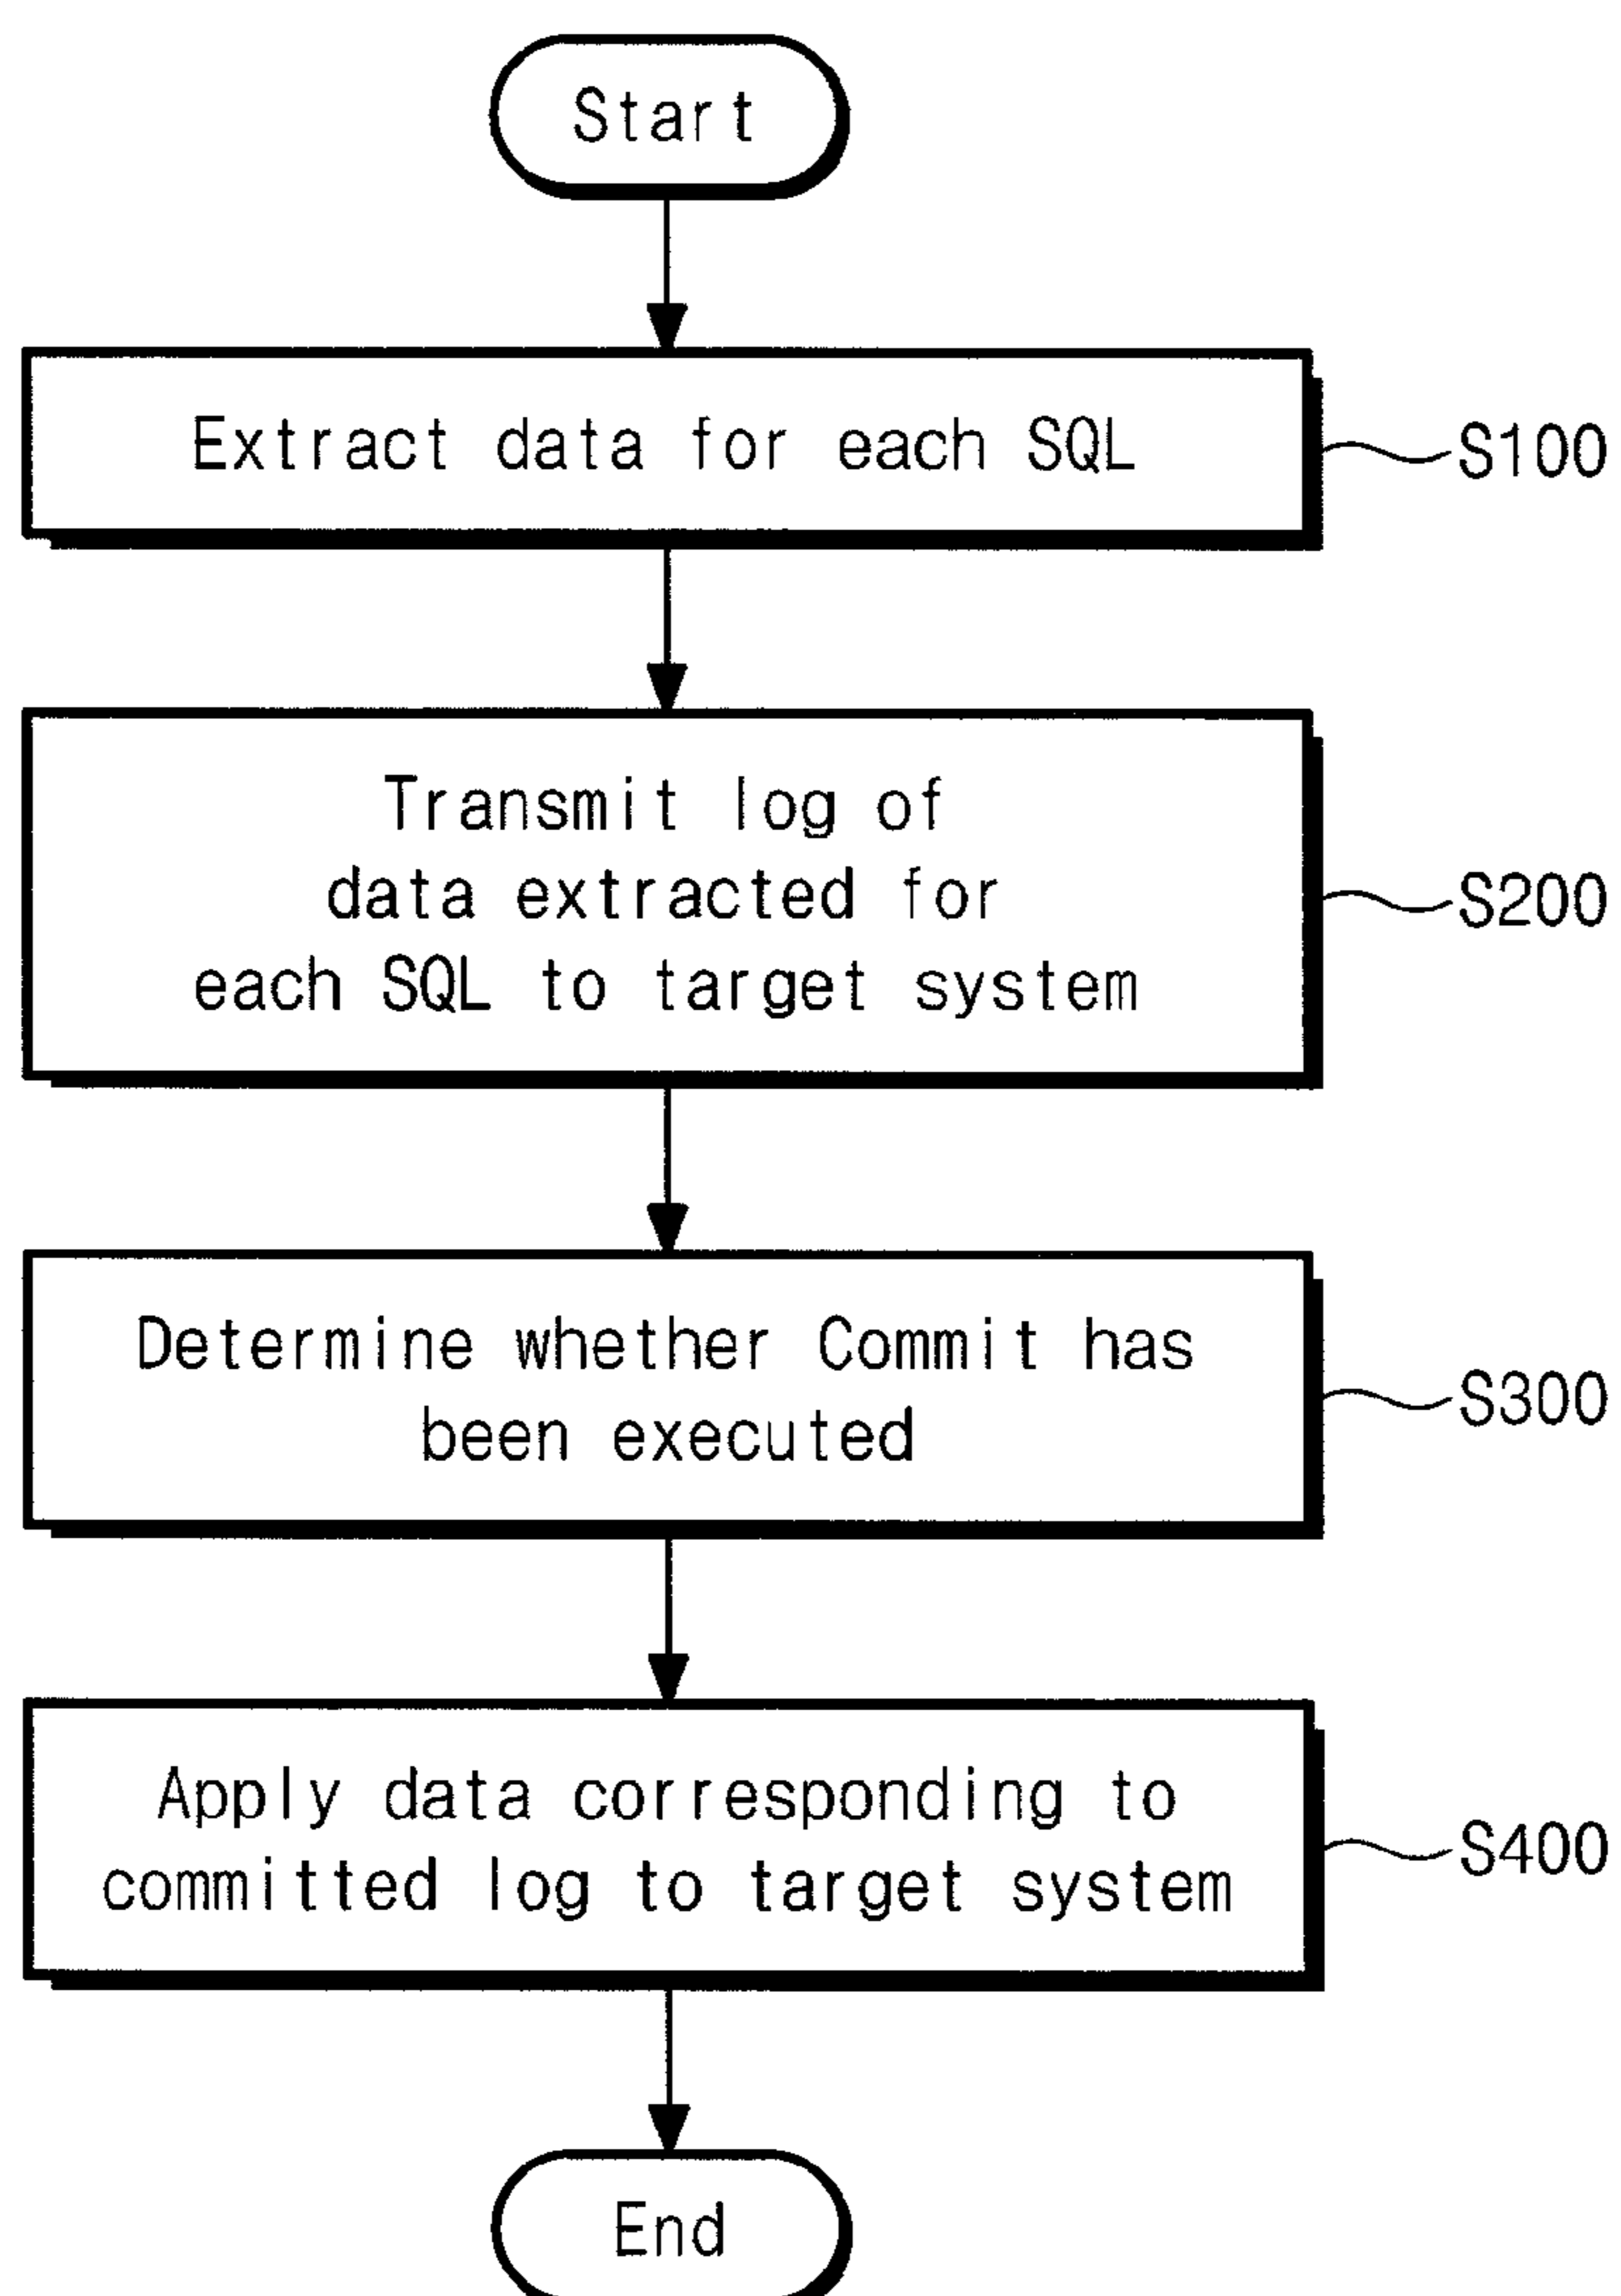 Start
Extract data for each SQL
S100
Transmit log of
data extracted for
each SQL to target system
S200
Determine whether Commit has
been executed
S300
Apply data corresponding to
committed log to target system
S400
End